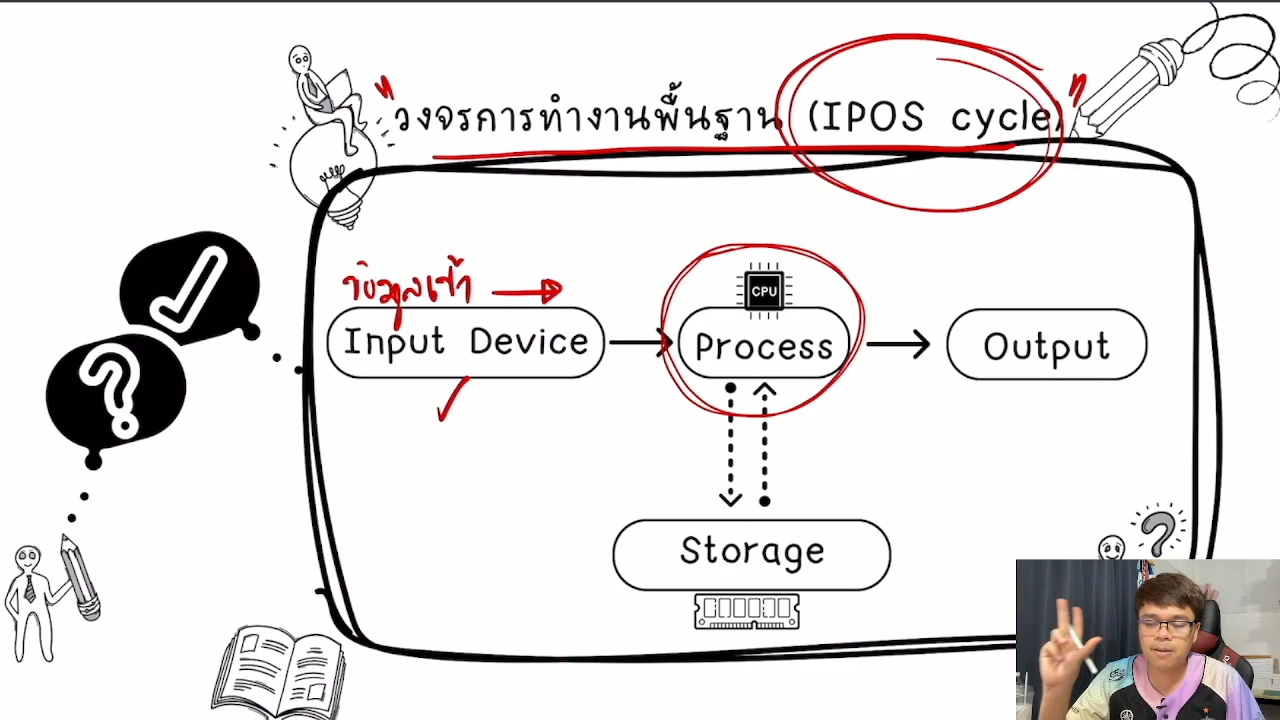 "วงจรการทำงานพื้นฐาน (IPOS cycle)"
ข้อมูลเข้า
CPU
Input Device
Process
Output
Storage